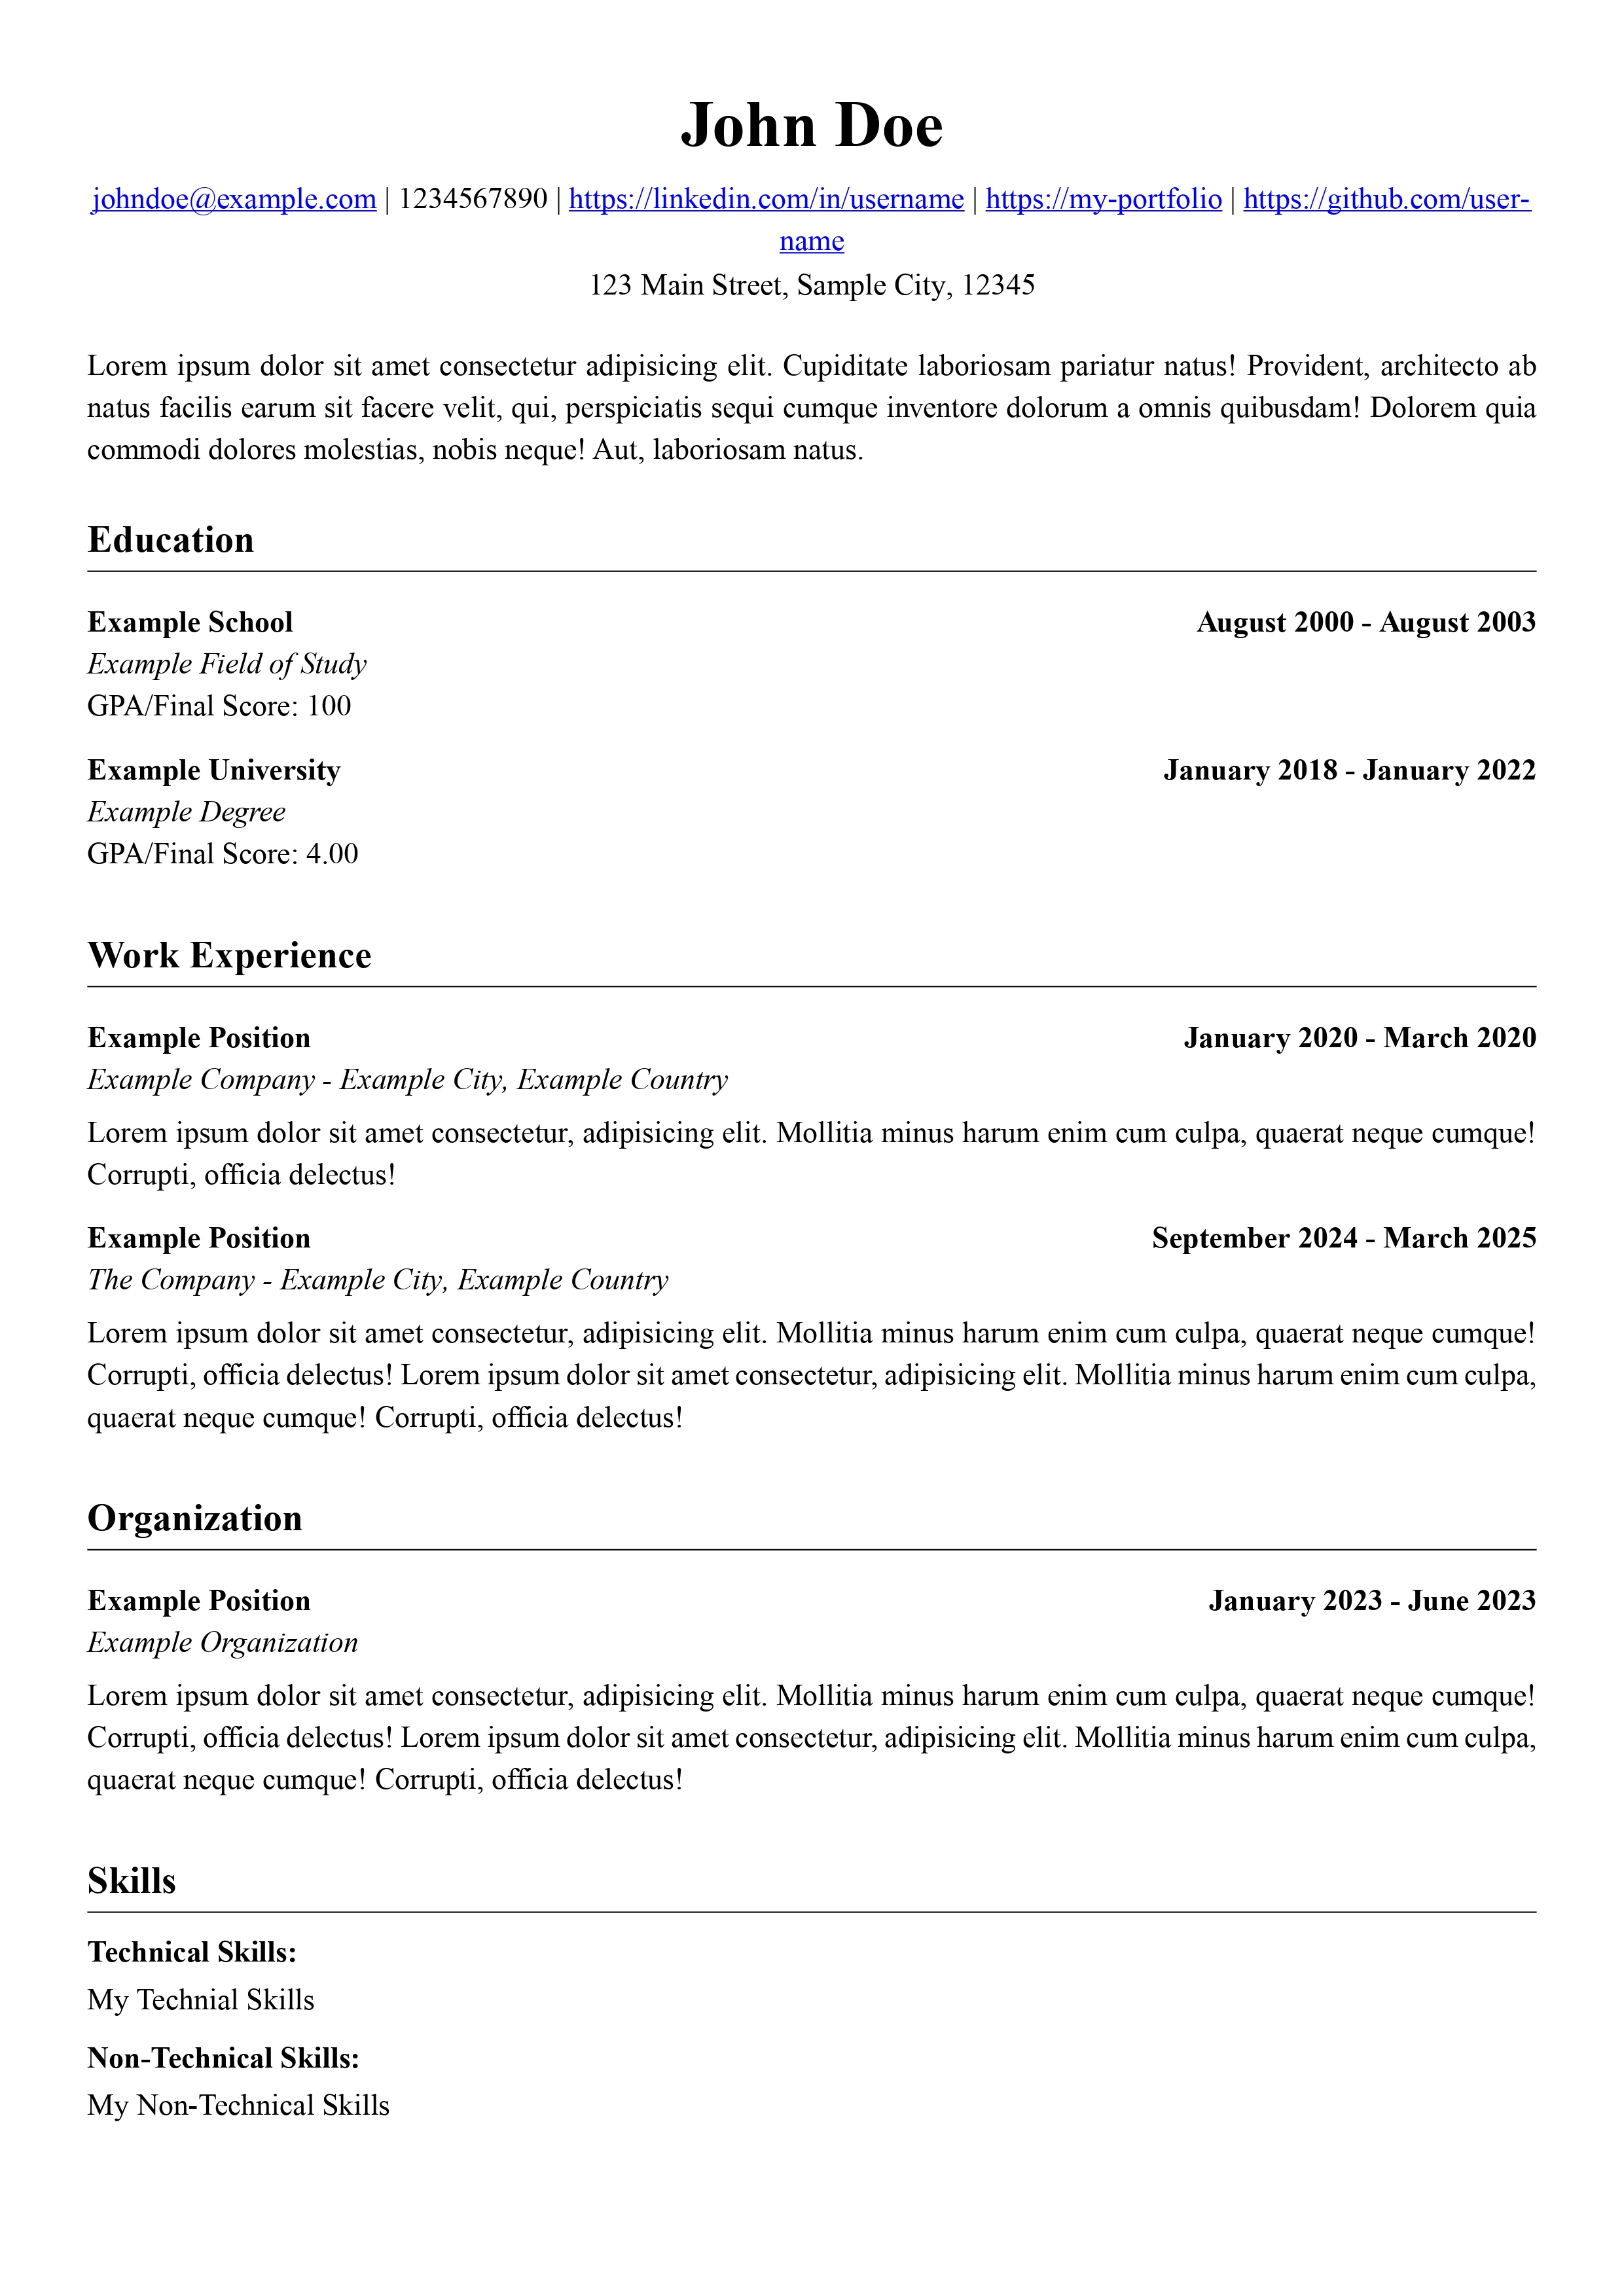 John Doe
johndoe@example.com | 1234567890 | https://linkedin.com/in/username | https://my-portfolio | https://github.com/user-
name
123 Main Street, Sample City, 12345
Lorem ipsum dolor sit amet consectetur adipisicing elit. Cupiditate laboriosam pariatur natus! Provident, architecto ab
natus facilis earum sit facere velit, qui, perspiciatis sequi cumque inventore dolorum a omnis quibusdam! Dolorem quia
commodi dolores molestias, nobis neque! Aut, laboriosam natus.
Education
Example School August 2000 - August 2003
Example Field of Study
GPA/Final Score: 100
Example University January 2018 - January 2022
Example Degree
GPA/Final Score: 4.00
Work Experience
Example Position January 2020 - March 2020
Example Company - Example City, Example Country
Lorem ipsum dolor sit amet consectetur, adipisicing elit. Mollitia minus harum enim cum culpa, quaerat neque cumque!
Corrupti, officia delectus!
Example Position September 2024 - March 2025
The Company - Example City, Example Country
Lorem ipsum dolor sit amet consectetur, adipisicing elit. Mollitia minus harum enim cum culpa, quaerat neque cumque!
Corrupti, officia delectus! Lorem ipsum dolor sit amet consectetur, adipisicing elit. Mollitia minus harum enim cum culpa,
quaerat neque cumque! Corrupti, officia delectus!
Organization
Example Position January 2023 - June 2023
Example Organization
Lorem ipsum dolor sit amet consectetur, adipisicing elit. Mollitia minus harum enim cum culpa, quaerat neque cumque!
Corrupti, officia delectus! Lorem ipsum dolor sit amet consectetur, adipisicing elit. Mollitia minus harum enim cum culpa,
quaerat neque cumque! Corrupti, officia delectus!
Skills
Technical Skills:
My Technial Skills
Non-Technical Skills:
My Non-Technical Skills